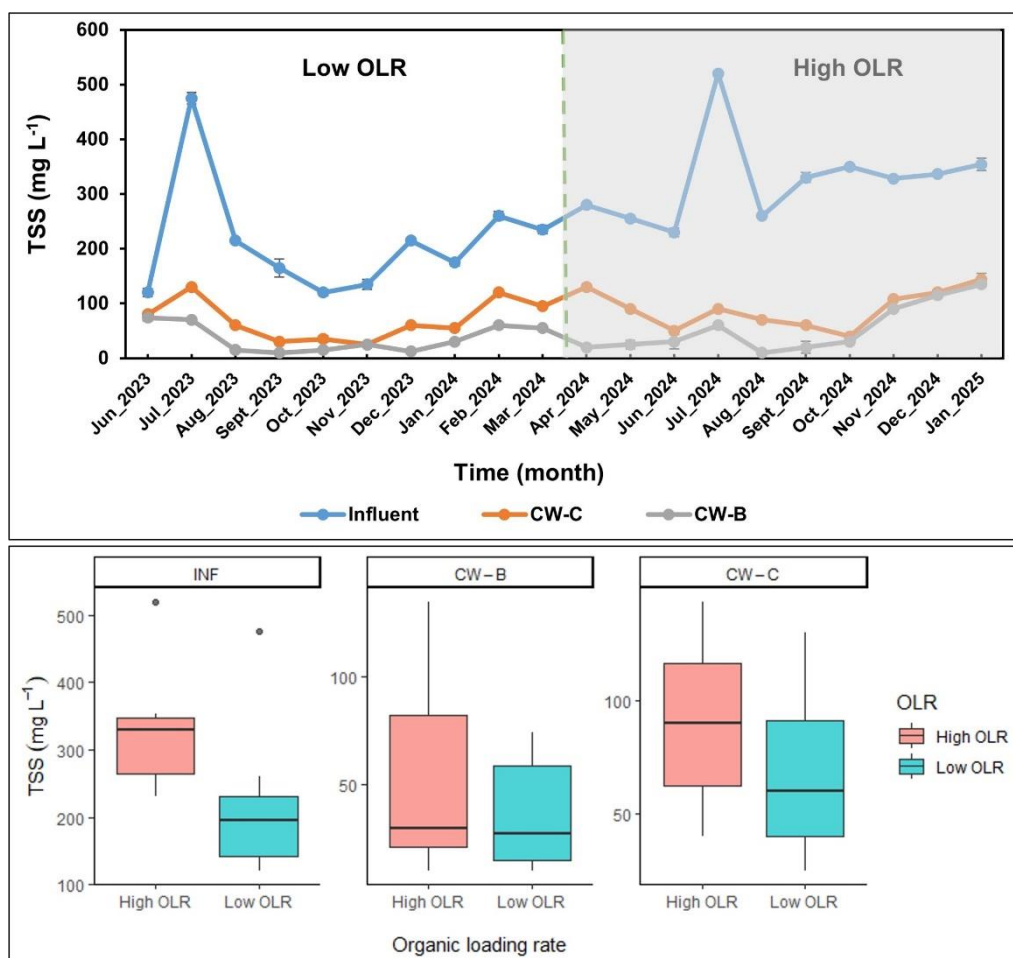 600
500
400
300
200
100
0
TSS (mg L⁻¹)
Low OLR
High OLR
Jun_2023
Jul_2023
Aug_2023
Sept_2023
Oct_2023
Nov_2023
Dec_2023
Jan_2024
Feb_2024
Mar_2024
Apr_2024
May_2024
Jun_2024
Jul_2024
Aug_2024
Sept_2024
Oct_2024
Nov_2024
Dec_2024
Jan_2025
Time (month)
Influent CW-C CW-B
INF
CW-B
CW-C
TSS (mg L⁻¹)
500
400
300
200
100
100
50
100
50
High OLR Low OLR
High OLR Low OLR
High OLR Low OLR
Organic loading rate
OLR
High OLR
Low OLR